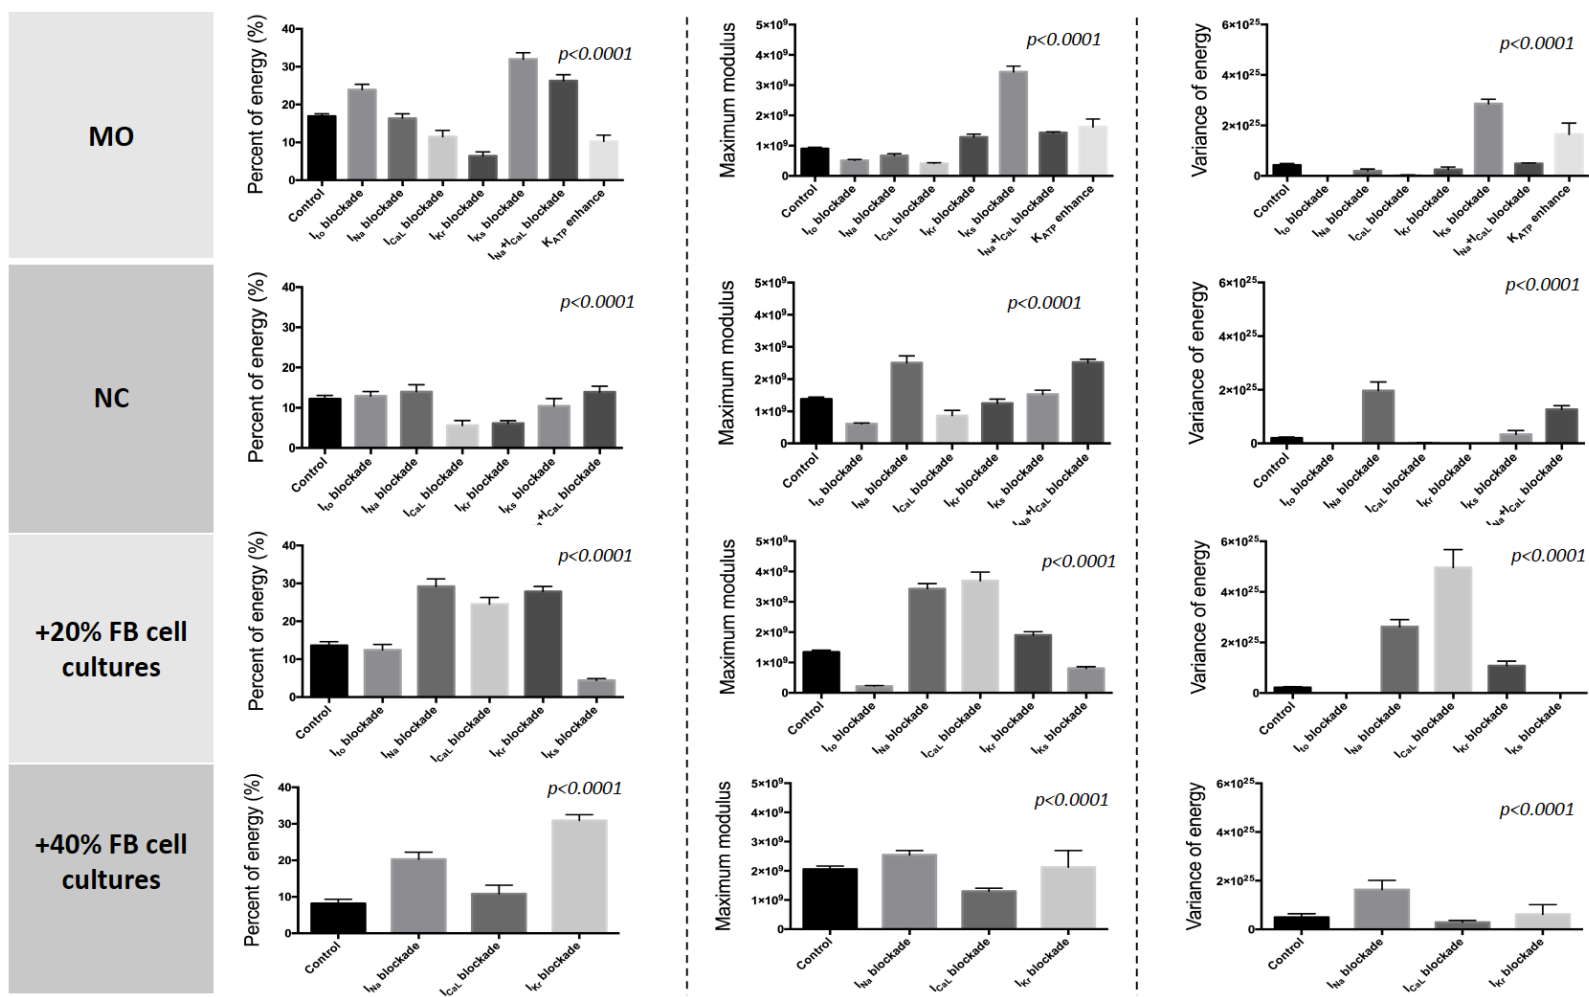 MO
Percent of energy (%)
40
30
20
10
0
p<0.0001
Control
Ito blockade
INa blockade
ICaL blockade
IKr blockade
IKs blockade
INa+ICaL blockade
KATP enhance
Maximum modulus
5×10⁹
4×10⁹
3×10⁹
2×10⁹
1×10⁹
0
p<0.0001
Control
Ito blockade
INa blockade
ICaL blockade
IKr blockade
IKs blockade
INa+ICaL blockade
KATP enhance
Variance of energy
6×10²⁵
4×10²⁵
2×10²⁵
0
p<0.0001
Control
Ito blockade
INa blockade
ICaL blockade
IKr blockade
IKs blockade
INa+ICaL blockade
KATP enhance
NC
Percent of energy (%)
40
30
20
10
0
p<0.0001
Control
Ito blockade
INa blockade
ICaL blockade
IKr blockade
IKs blockade
Na+ICaL blockade
Maximum modulus
5×10⁹
4×10⁹
3×10⁹
2×10⁹
1×10⁹
0
p<0.0001
Control
Ito blockade
INa blockade
ICaL blockade
IKr blockade
IKs blockade
INa+ICaL blockade
Variance of energy
6×10²⁵
4×10²⁵
2×10²⁵
0
p<0.0001
Control
Ito blockade
INa blockade
ICaL blockade
IKr blockade
IKs blockade
INa+ICaL blockade
+20% FB cell
cultures
Percent of energy (%)
40
30
20
10
0
p<0.0001
Control
Ito blockade
INa blockade
ICaL blockade
IKr blockade
IKs blockade
Maximum modulus
5×10⁹
4×10⁹
3×10⁹
2×10⁹
1×10⁹
0
p<0.0001
Control
Ito blockade
INa blockade
ICaL blockade
IKr blockade
IKs blockade
Variance of energy
6×10²⁵
4×10²⁵
2×10²⁵
0
p<0.0001
Control
Ito blockade
INa blockade
ICaL blockade
IKr blockade
IKs blockade
+40% FB cell
cultures
Percent of energy (%)
40
30
20
10
0
p<0.0001
Control
INa blockade
ICaL blockade
IKr blockade
Maximum modulus
5×10⁹
4×10⁹
3×10⁹
2×10⁹
1×10⁹
0
p<0.0001
Control
INa blockade
ICaL blockade
IKr blockade
Variance of energy
6×10²⁵
4×10²⁵
2×10²⁵
0
p<0.0001
Control
INa blockade
ICaL blockade
IKr blockade